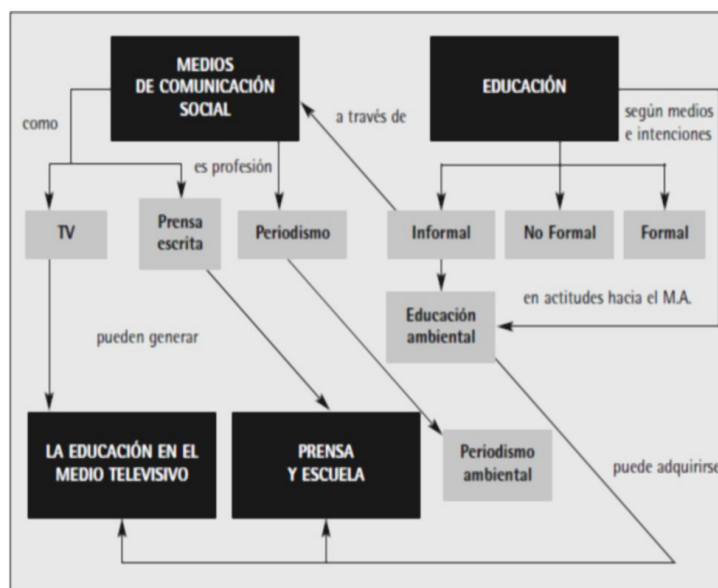 MEDIOS
DE COMUNICACIÓN
SOCIAL
EDUCACIÓN
como
a través de
según medios
e intenciones
es profesión
TV
Prensa
escrita
Periodismo
Informal
No Formal
Formal
en actitudes hacia el M.A.
Educación
ambiental
pueden generar
LA EDUCACIÓN EN EL
MEDIO TELEVISIVO
PRENSA
Y ESCUELA
Periodismo
ambiental
puede adquirirse